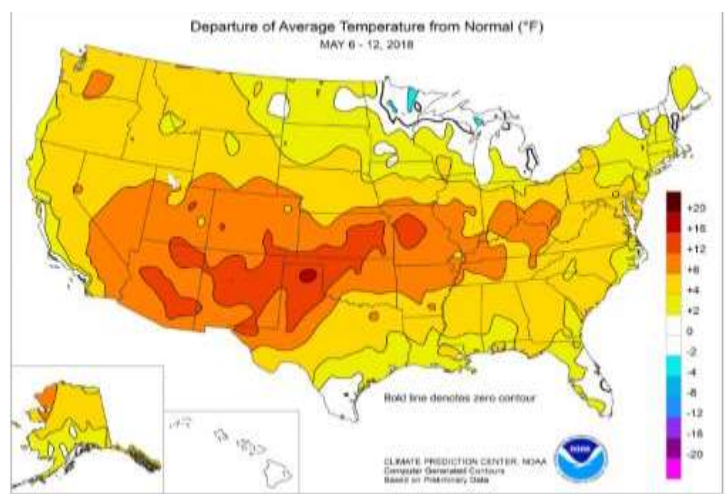 Departure of Average Temperature from Normal (°F)
MAY 6 - 12, 2018
+20
+16
+12
+8
+4
+2
0
-2
-4
-8
-12
-16
-20
Bold line denotes zero contour
CLIMATE PREDICTION CENTER, NOAA
Computer Generated Contours
Based on Preliminary Data
noaa